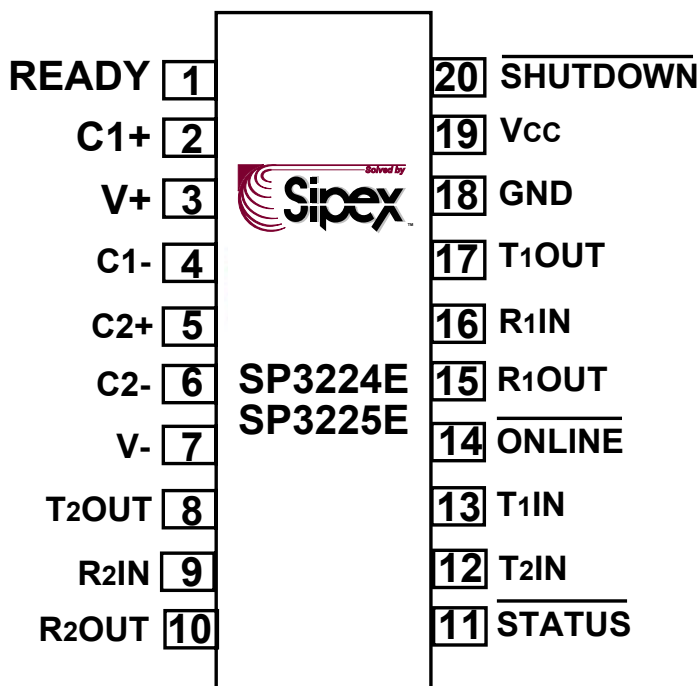 READY 1
20 SHUTDOWN
C1+ 2
19 VCC
V+ 3
Solved by
Sipex
™
18 GND
C1- 4
17 T1OUT
C2+ 5
16 R1IN
C2- 6
SP3224E
15 R1OUT
SP3225E
V- 7
14 ONLINE
T2OUT 8
13 T1IN
R2IN 9
12 T2IN
R2OUT 10
11 STATUS